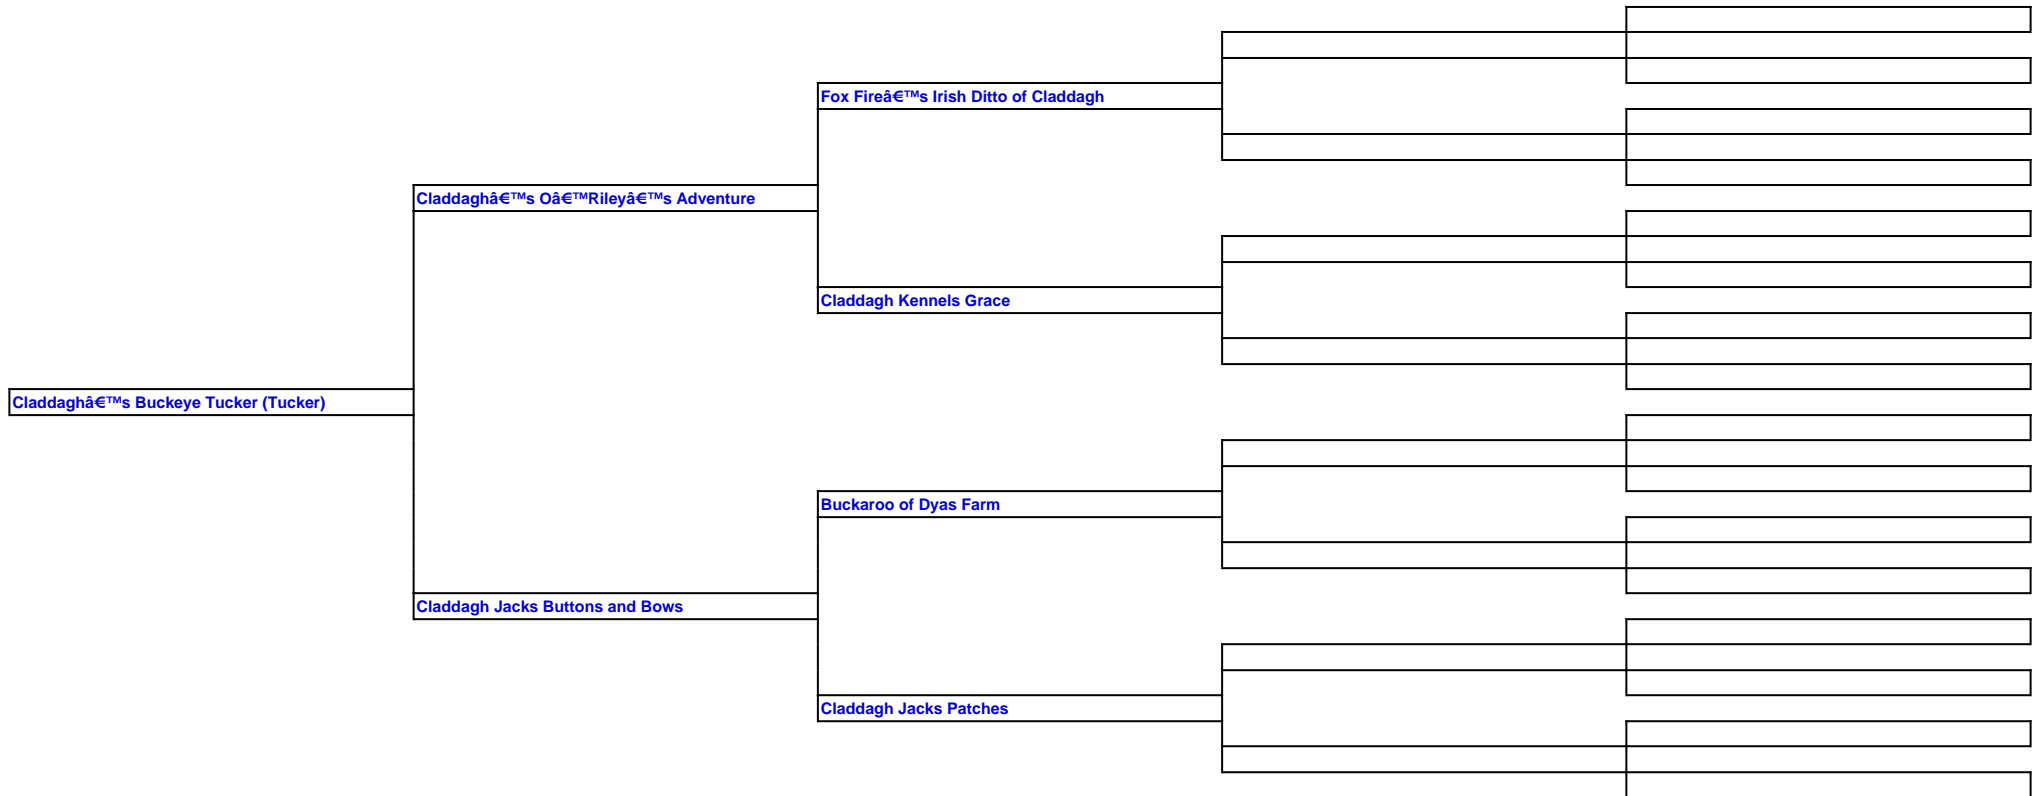 Fox Fireâ€™s Irish Ditto of Claddagh
Claddaghâ€™s Oâ€™Rileyâ€™s Adventure
Claddagh Kennels Grace
Claddaghâ€™s Buckeye Tucker (Tucker)
Buckaroo of Dyas Farm
Claddagh Jacks Buttons and Bows
Claddagh Jacks Patches